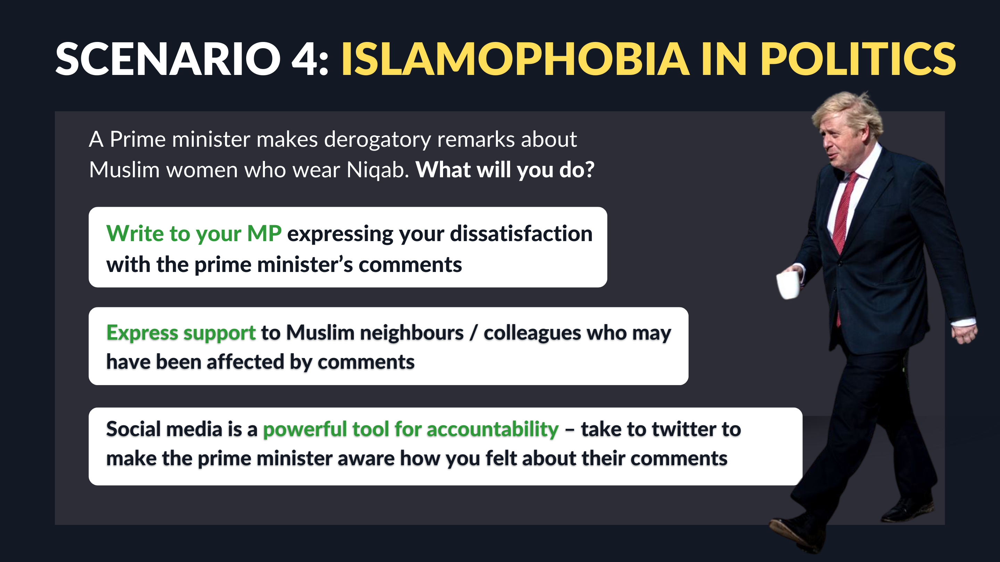 SCENARIO 4: ISLAMOPHOBIA IN POLITICS
A Prime minister makes derogatory remarks about
Muslim women who wear Niqab. What will you do?
Write to your MP expressing your dissatisfaction
with the prime minister’s comments
Express support to Muslim neighbours / colleagues who may
have been affected by comments
Social media is a powerful tool for accountability – take to twitter to
make the prime minister aware how you felt about their comments